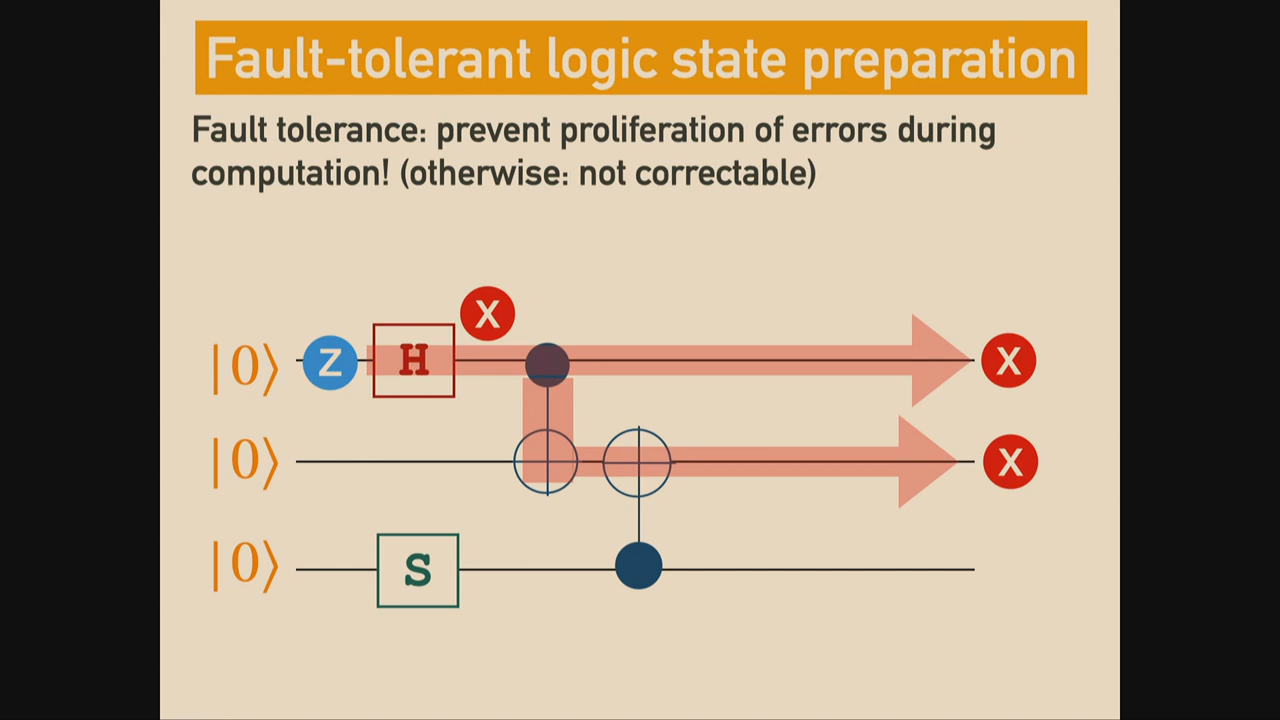 Fault-tolerant logic state preparation
Fault tolerance: prevent proliferation of errors during
computation! (otherwise: not correctable)
X
|0⟩ Z H X
|0⟩ X
|0⟩ S